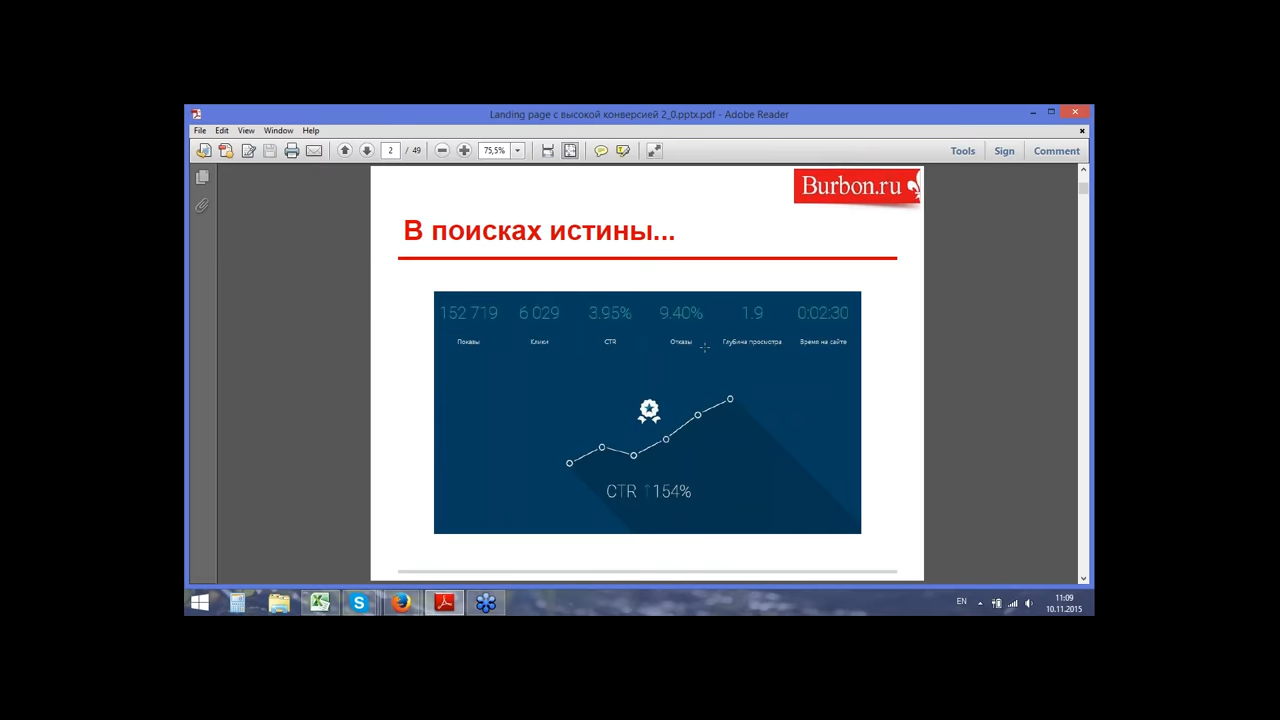 Landing page с высокой конверсией 2_0.pptx.pdf - Adobe Reader
File Edit View Window Help
2 / 49 75,5% Tools Sign Comment
Burbon.ru
В поисках истины...
152 719 6 029 3.95% 9.40% 1.9 0:02:30
Показы Клики CTR Отказы Глубина просмотра Время на сайте
CTR ↑154%
EN 11:09
10.11.2015